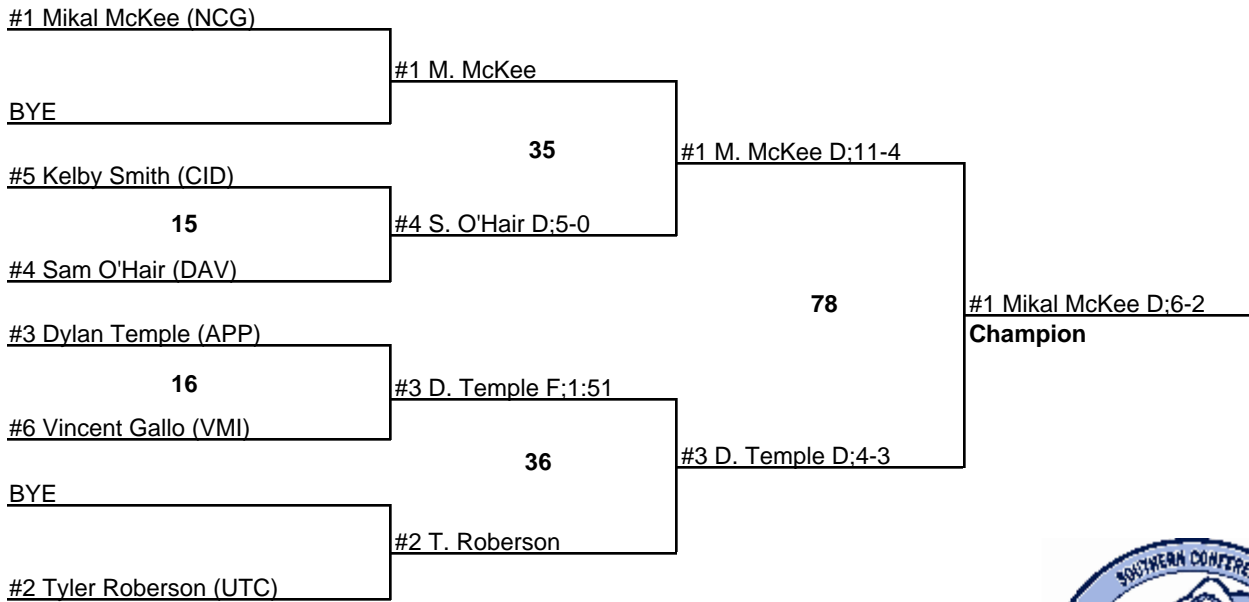 #1 Mikal McKee (NCG)
#1 M. McKee
BYE
35
#1 M. McKee D;11-4
#5 Kelby Smith (CID)
15
#4 S. O'Hair D;5-0
#4 Sam O'Hair (DAV)
78
#1 Mikal McKee D;6-2
Champion
#3 Dylan Temple (APP)
16
#3 D. Temple F;1:51
#6 Vincent Gallo (VMI)
36
#3 D. Temple D;4-3
BYE
#2 T. Roberson
#2 Tyler Roberson (UTC)
SOUTHERN